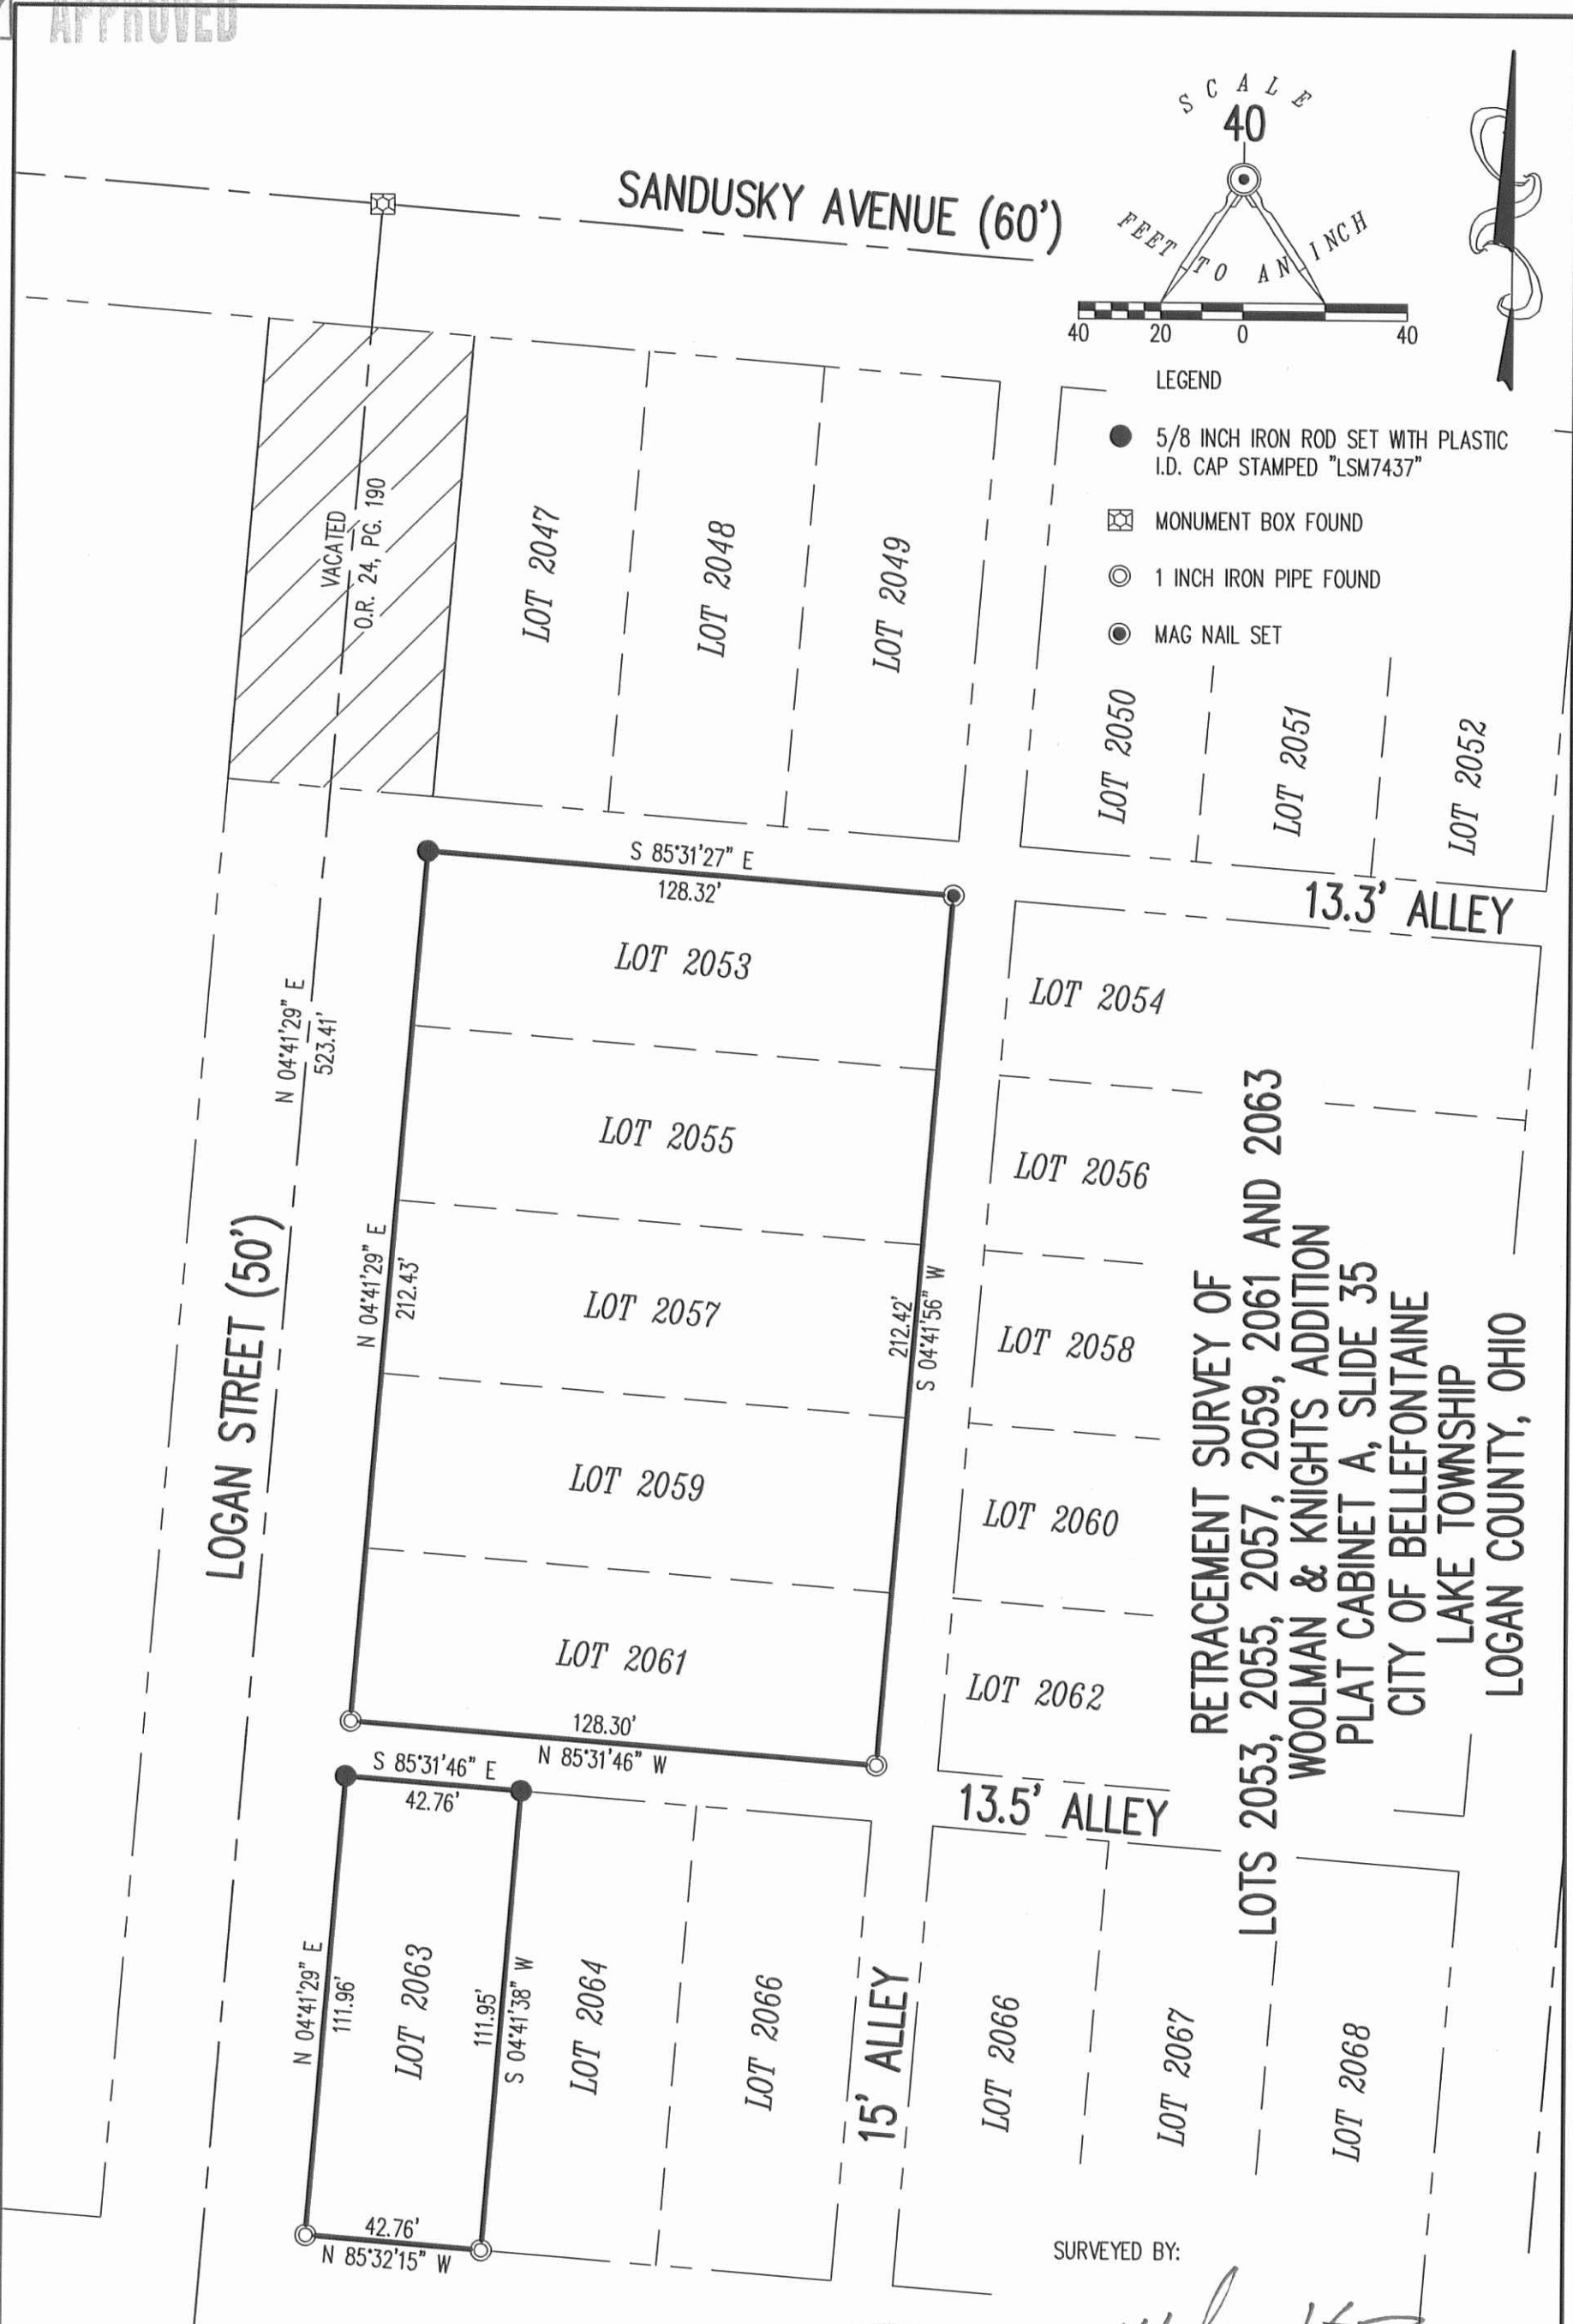 APPROVED
SCALE
40
FEET TO AN INCH
40 20 0 40
SANDUSKY AVENUE (60')
LEGEND
5/8 INCH IRON ROD SET WITH PLASTIC
I.D. CAP STAMPED "LSM7437"
MONUMENT BOX FOUND
1 INCH IRON PIPE FOUND
MAG NAIL SET
VACATED
O.R. 24, PG. 190
LOT 2047
LOT 2048
LOT 2049
LOT 2050
LOT 2051
LOT 2052
S 85°31'27" E
128.32'
13.3' ALLEY
LOT 2053
LOT 2054
N 04°41'29" E
523.41'
LOT 2055
LOT 2056
LOGAN STREET (50')
N 04°41'29" E
212.43'
LOT 2057
212.42'
S 04°41'56" W
LOT 2058
LOT 2059
LOT 2060
LOT 2061
LOT 2062
RETRACEMENT SURVEY OF
LOTS 2053, 2055, 2057, 2059, 2061 AND 2063
WOOLMAN & KNIGHTS ADDITION
PLAT CABINET A, SLIDE 35
CITY OF BELLEFONTAINE
LAKE TOWNSHIP
LOGAN COUNTY, OHIO
128.30'
N 85°31'46" W
S 85°31'46" E
42.76'
13.5' ALLEY
N 04°41'29" E
111.96'
LOT 2063
111.95'
S 04°41'38" W
LOT 2064
LOT 2066
15' ALLEY
LOT 2066
LOT 2067
LOT 2068
42.76'
N 85°32'15" W
SURVEYED BY: